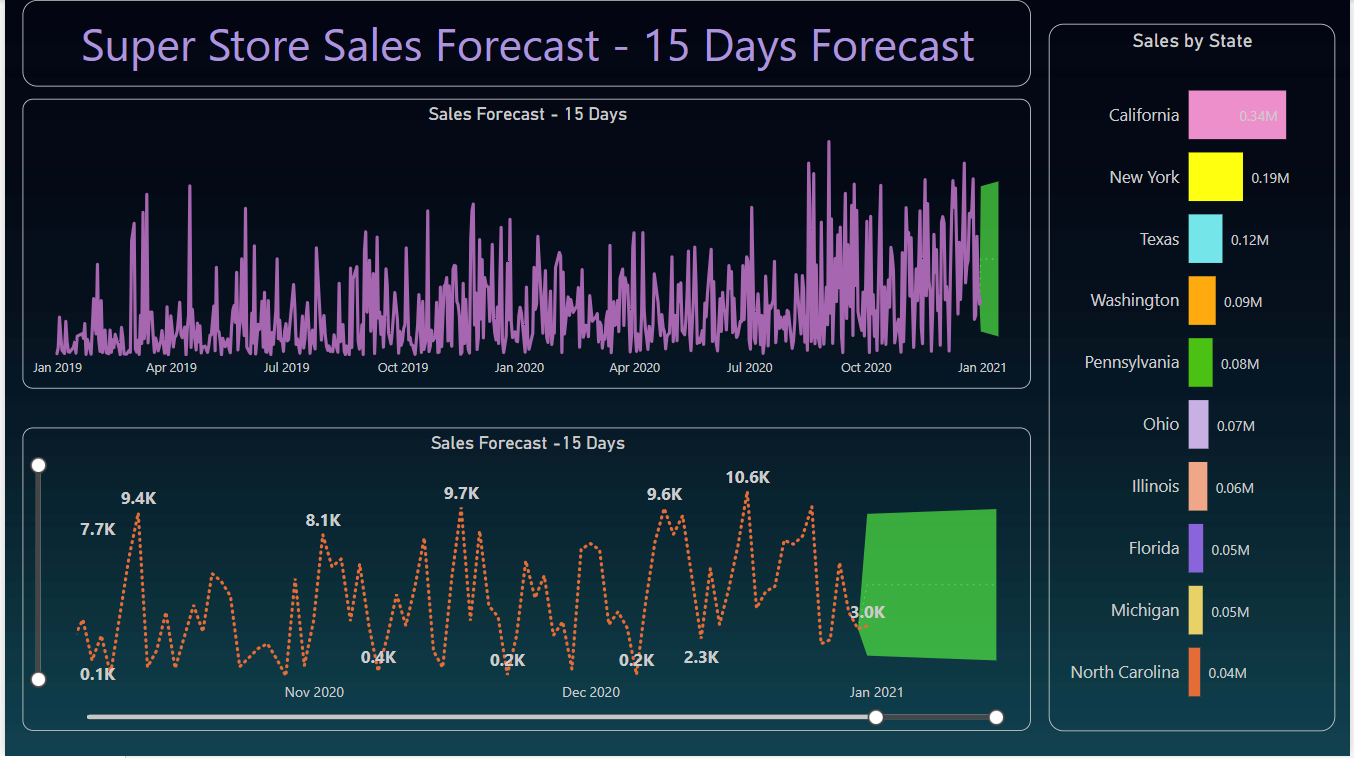 Super Store Sales Forecast - 15 Days Forecast
Sales Forecast - 15 Days
Jan 2019 Apr 2019 Jul 2019 Oct 2019 Jan 2020 Apr 2020 Jul 2020 Oct 2020 Jan 2021
Sales Forecast -15 Days
10.6K
9.4K 9.7K 9.6K
7.7K 8.1K
3.0K
0.1K 0.4K 0.2K 0.2K 2.3K
Nov 2020 Dec 2020 Jan 2021
Sales by State
California 0.34M
New York 0.19M
Texas 0.12M
Washington 0.09M
Pennsylvania 0.08M
Ohio 0.07M
Illinois 0.06M
Florida 0.05M
Michigan 0.05M
North Carolina 0.04M